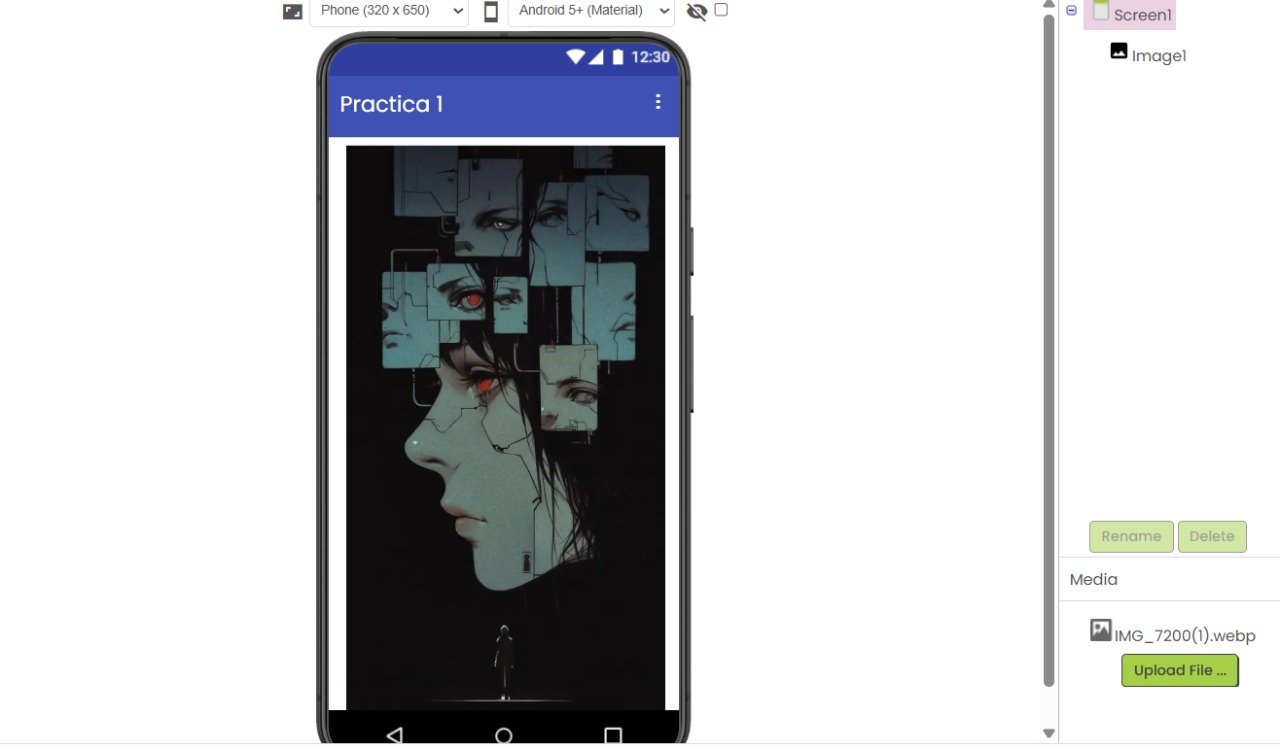 Phone (320 x 650)
Android 5+ (Material)
Screen1
Image1
12:30
Practica 1
Rename
Delete
Media
IMG_7200(1).webp
Upload File ...